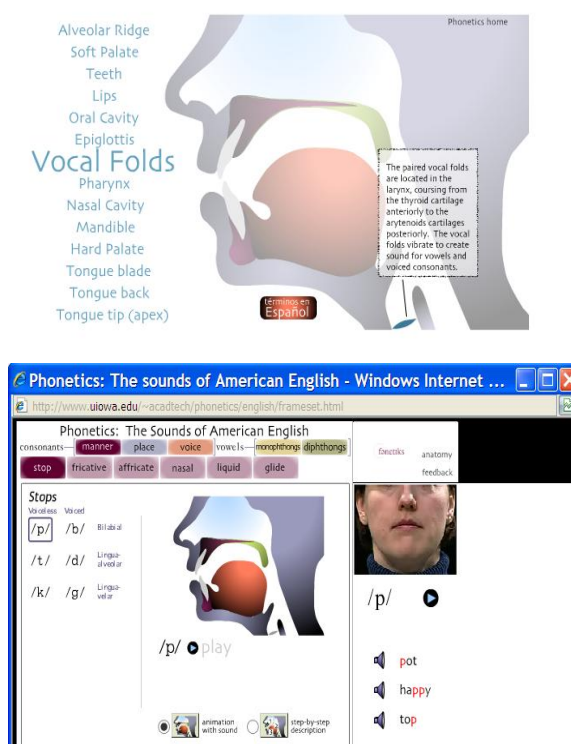 Phonetics home
Alveolar Ridge
Soft Palate
Teeth
Lips
Oral Cavity
Epiglottis
Vocal Folds
Pharynx
Nasal Cavity
Mandible
Hard Palate
Tongue blade
Tongue back
Tongue tip (apex)
The paired vocal folds
are located in the
larynx, coursing from
the thyroid cartilage
anteriorly to the
arytenoids cartilages
posteriorly. The vocal
folds vibrate to create
sound for vowels and
voiced consonants.
términos en
Español
Phonetics: The sounds of American English - Windows Internet ...
http://www.uiowa.edu/~acadtech/phonetics/english/frameset.html
Phonetics: The Sounds of American English
consonants manner place voice vowels monophthongs diphthongs
stop fricative affricate nasal liquid glide
fənɛtɪks
anatomy
feedback
Stops
Voiceless Voiced
/p/ /b/ Bilabial
/t/ /d/ Lingua-
alveolar
/k/ /g/ Lingua-
velar
/p/ play
animation
with sound
step-by-step
description
/p/
pot
happy
top